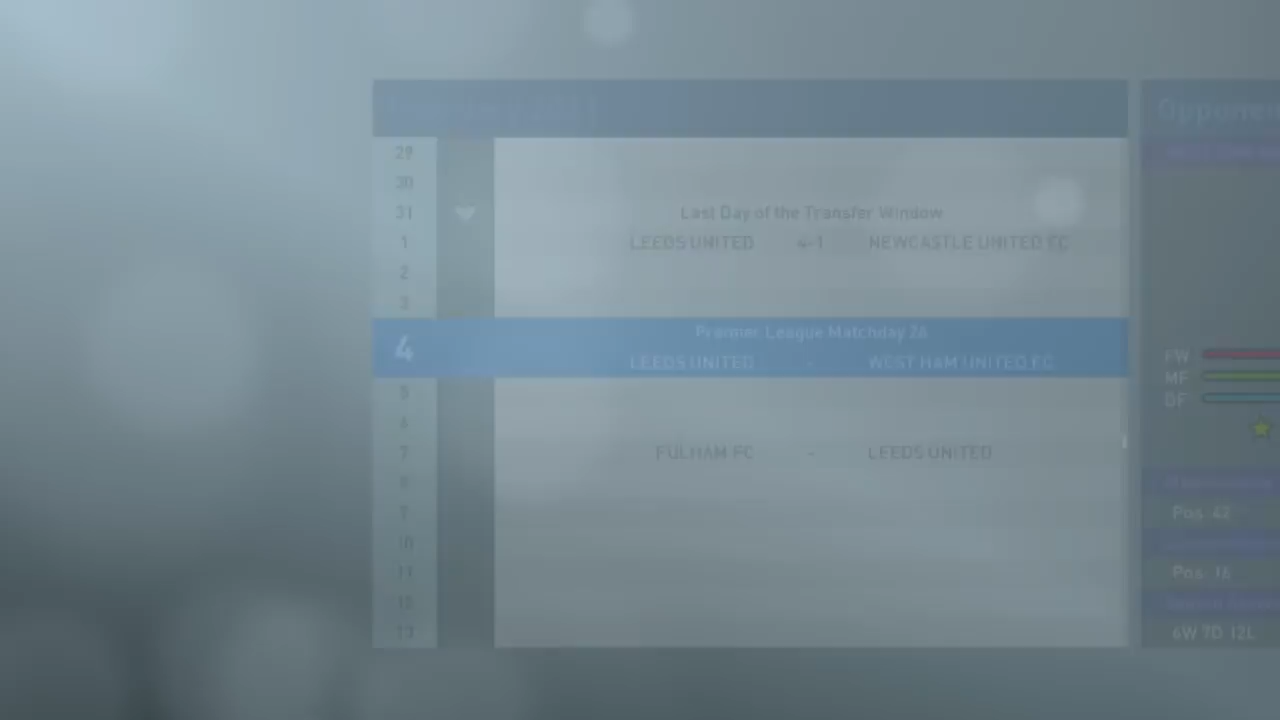 Opponen
29
30
31 Last Day of the Transfer Window
1 LEEDS UNITED 4-1 NEWCASTLE UNITED FC
2
3
4 Premier League Matchday 26
LEEDS UNITED - WEST HAM UNITED FC
FW
MF
DF
5
6
7 FULHAM FC - LEEDS UNITED
8
9
Pos. 42
10
11
Pos. 16
12
13
6W 7D 12L